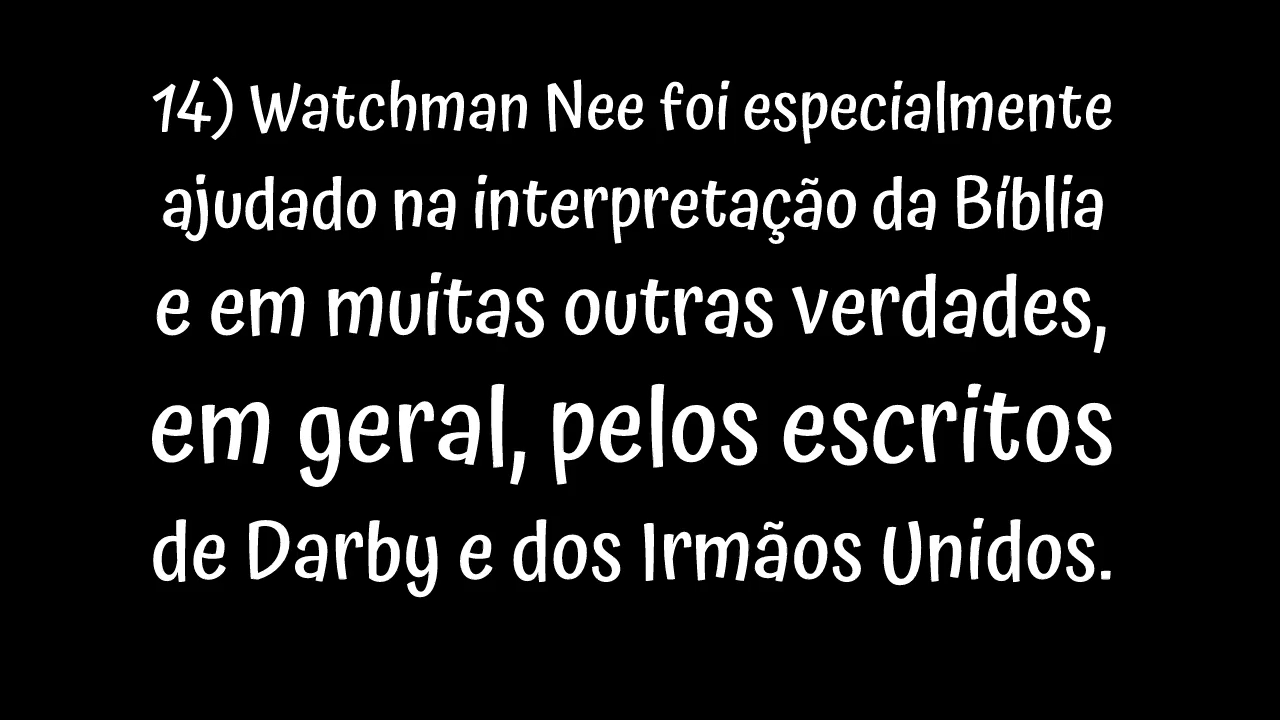 14) Watchman Nee foi especialmente
ajudado na interpretação da Bíblia
e em muitas outras verdades,
em geral, pelos escritos
de Darby e dos Irmãos Unidos.